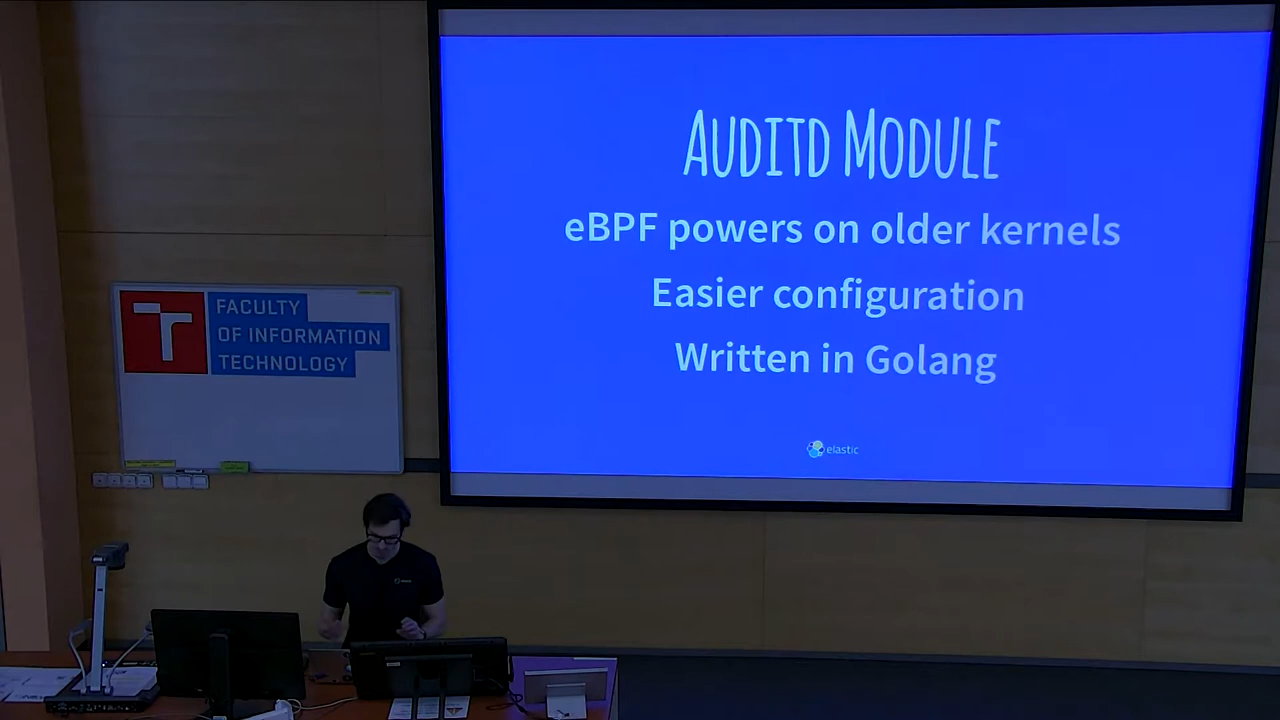 AUDITD MODULE
eBPF powers on older kernels
Easier configuration
Written in Golang
elastic
FACULTY
OF INFORMATION
TECHNOLOGY